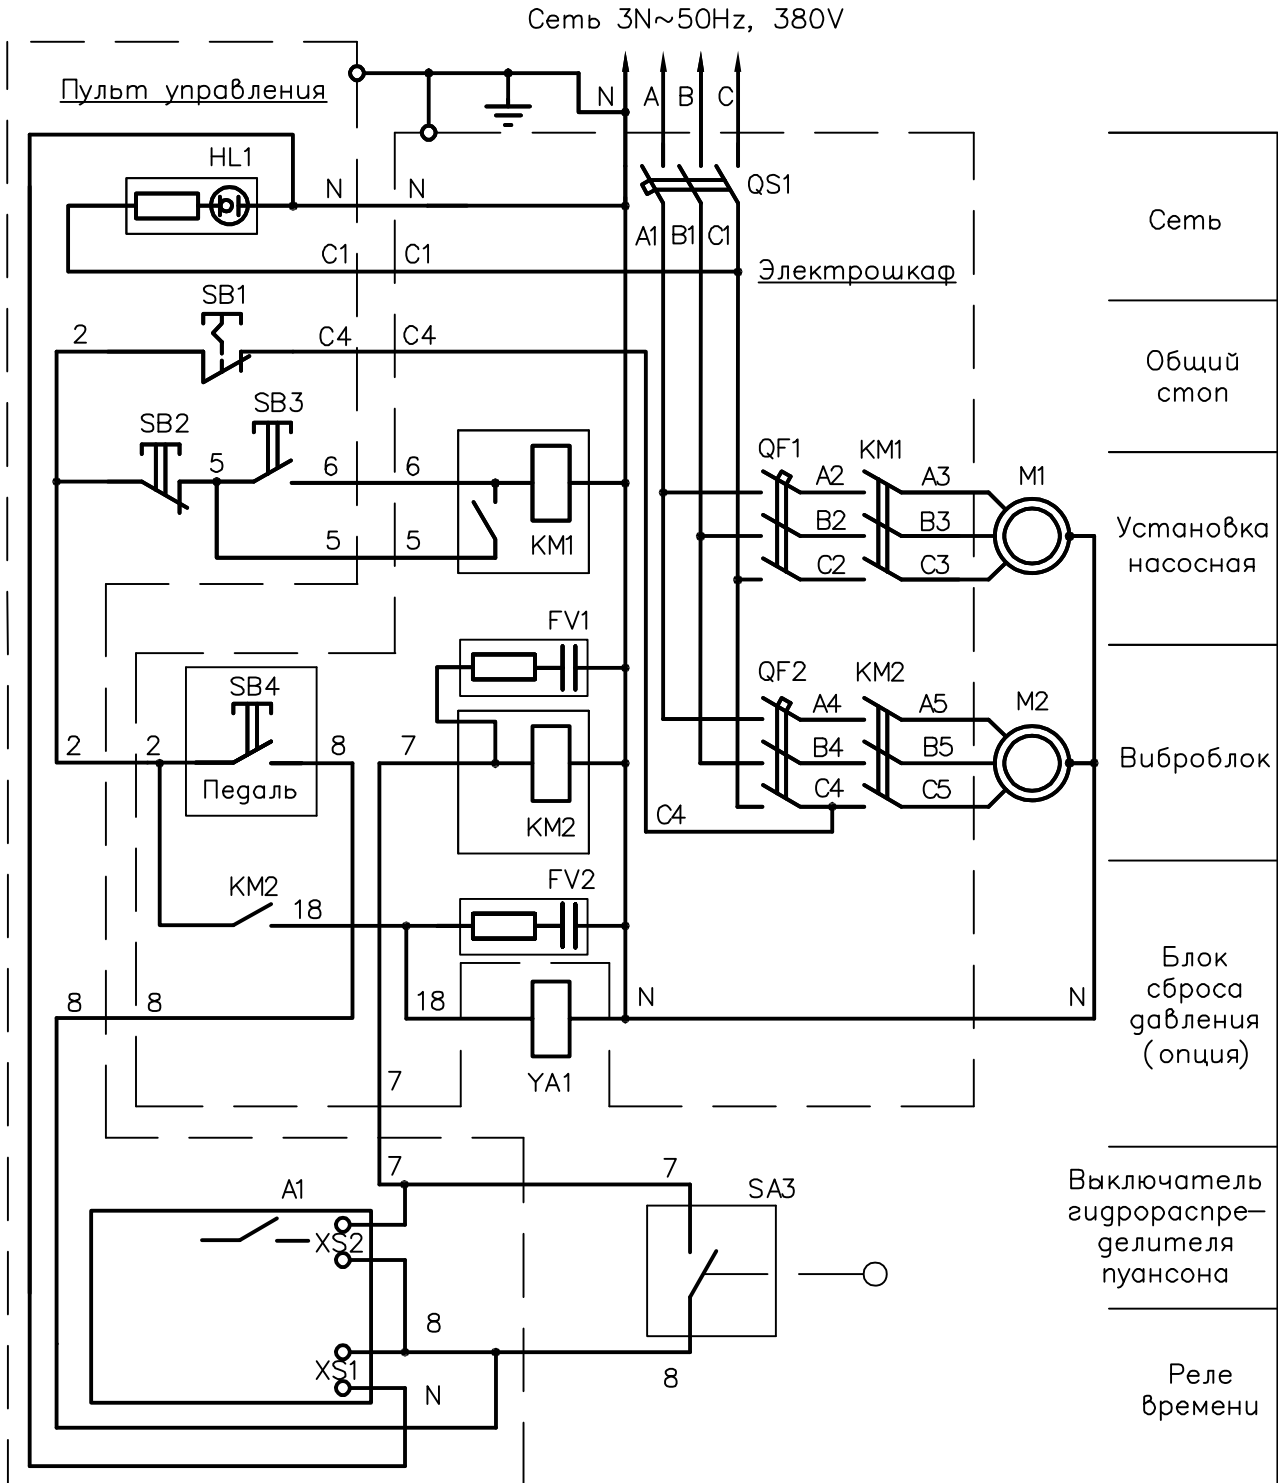 Сеть 3N~50Hz, 380V
Пульт управления
N A B C
HL1
N N
QS1
Сеть
A1 B1 C1
C1 C1
Электрошкаф
SB1
2 C4 C4
Общий
стоп
SB2 SB3
5 6 6
QF1 KM1 M1
A2 A3
B2 B3
C2 C3
5 5 KM1
Установка
насосная
FV1
SB4
QF2 KM2 M2
A4 A5
2 2 8 7
B4 B5
Виброблок
Педаль
C4 C5
C4
KM2
KM2 FV2
18
8 8 18 N N
Блок
сброса
давления
(опция)
YA1
7
7 7
A1
SA3
XS2
Выключатель
гидрораспре-
делителя
пуансона
8
XS1
8
N
Реле
времени